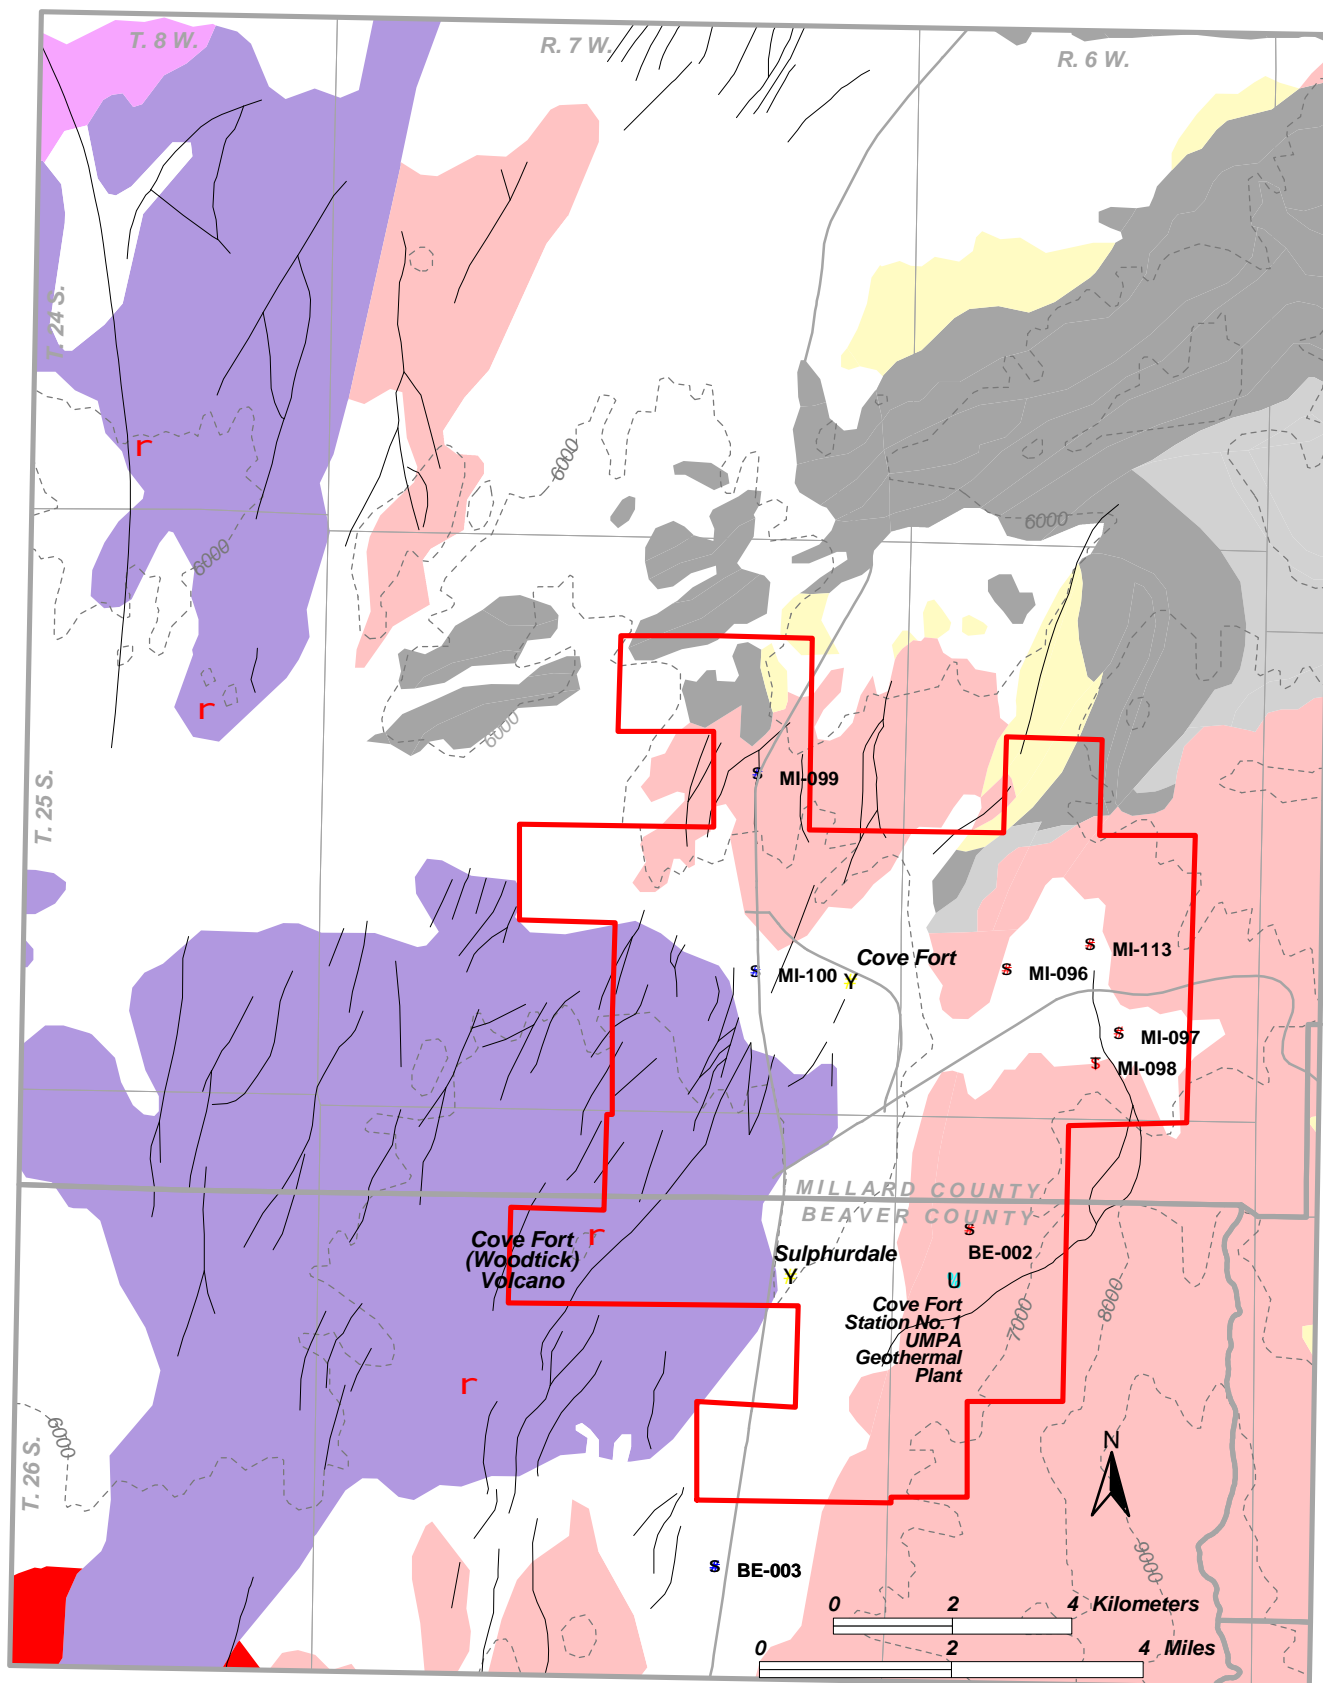 T. 8 W.
R. 7 W.
R. 6 W.
T. 24 S.
r
6000
6000
6000
6000
r
6000
T. 25 S.
S
MI-099
S
MI-100
Cove Fort
Y
S
MI-113
S
MI-096
S
MI-097
T
MI-098
MILLARD COUNTY
BEAVER COUNTY
r
Cove Fort
(Woodtick)
Volcano
Sulphurdale
Y
S
BE-002
U
Cove Fort
Station No. 1
UMPA
Geothermal
Plant
7000
8000
r
6000
T. 26 S.
N
9000
S
BE-003
0 2 4 Kilometers
0 2 4 Miles